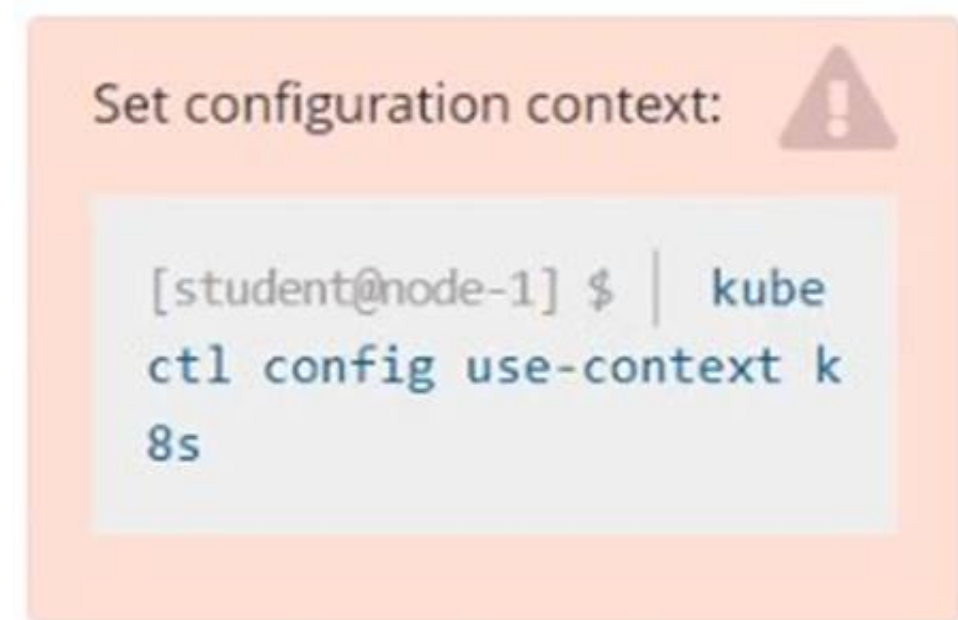 Set configuration context:
[student@node-1] $ | kube
ctl config use-context k
8s